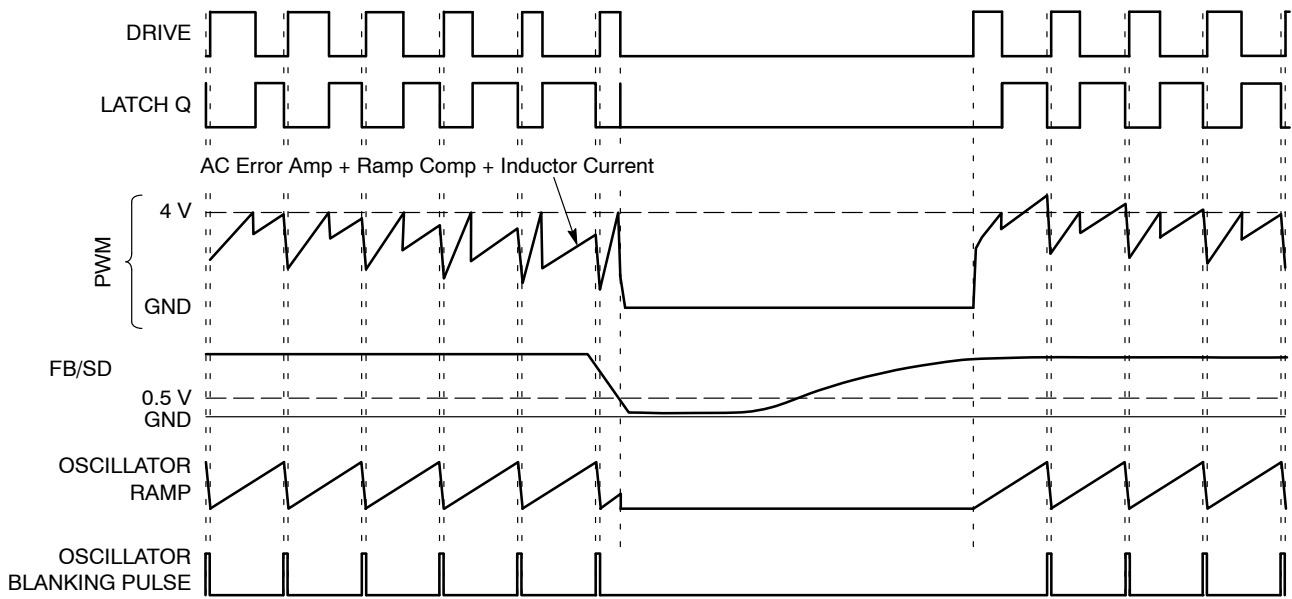 DRIVE
LATCH Q
AC Error Amp + Ramp Comp + Inductor Current
4 V
PWM
GND
FB/SD
0.5 V
GND
OSCILLATOR
RAMP
OSCILLATOR
BLANKING PULSE